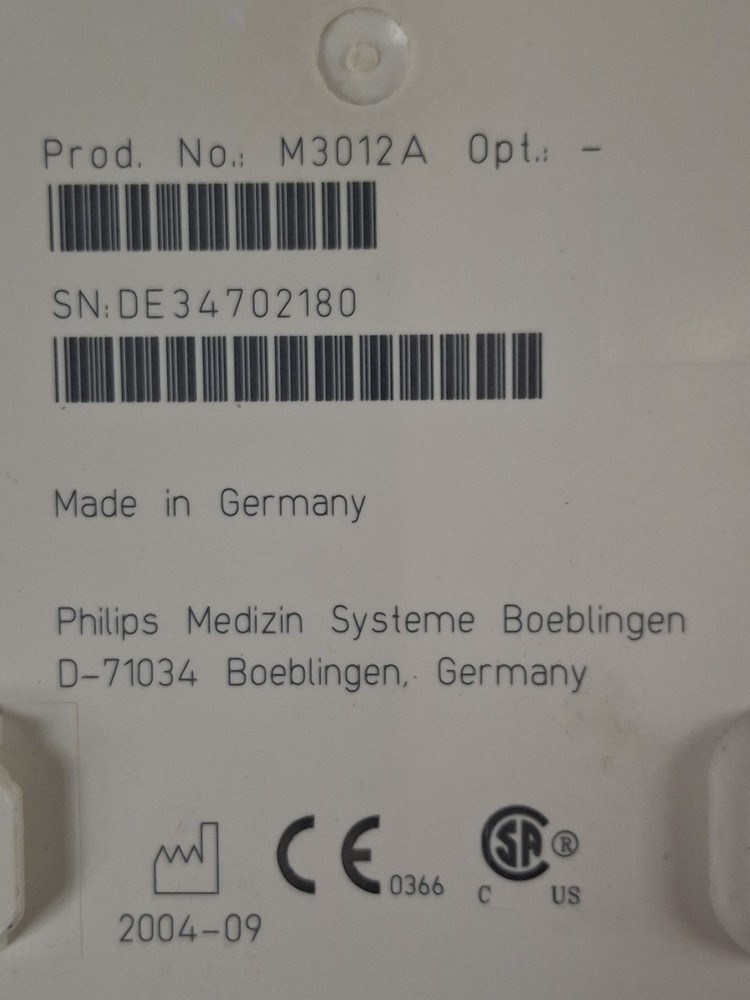 Prod. No.: M3012A Opt.: -
SN:DE34702180
Made in Germany
Philips Medizin Systeme Boeblingen
D-71034 Boeblingen, Germany
CE 0366
SA ®
C US
2004-09